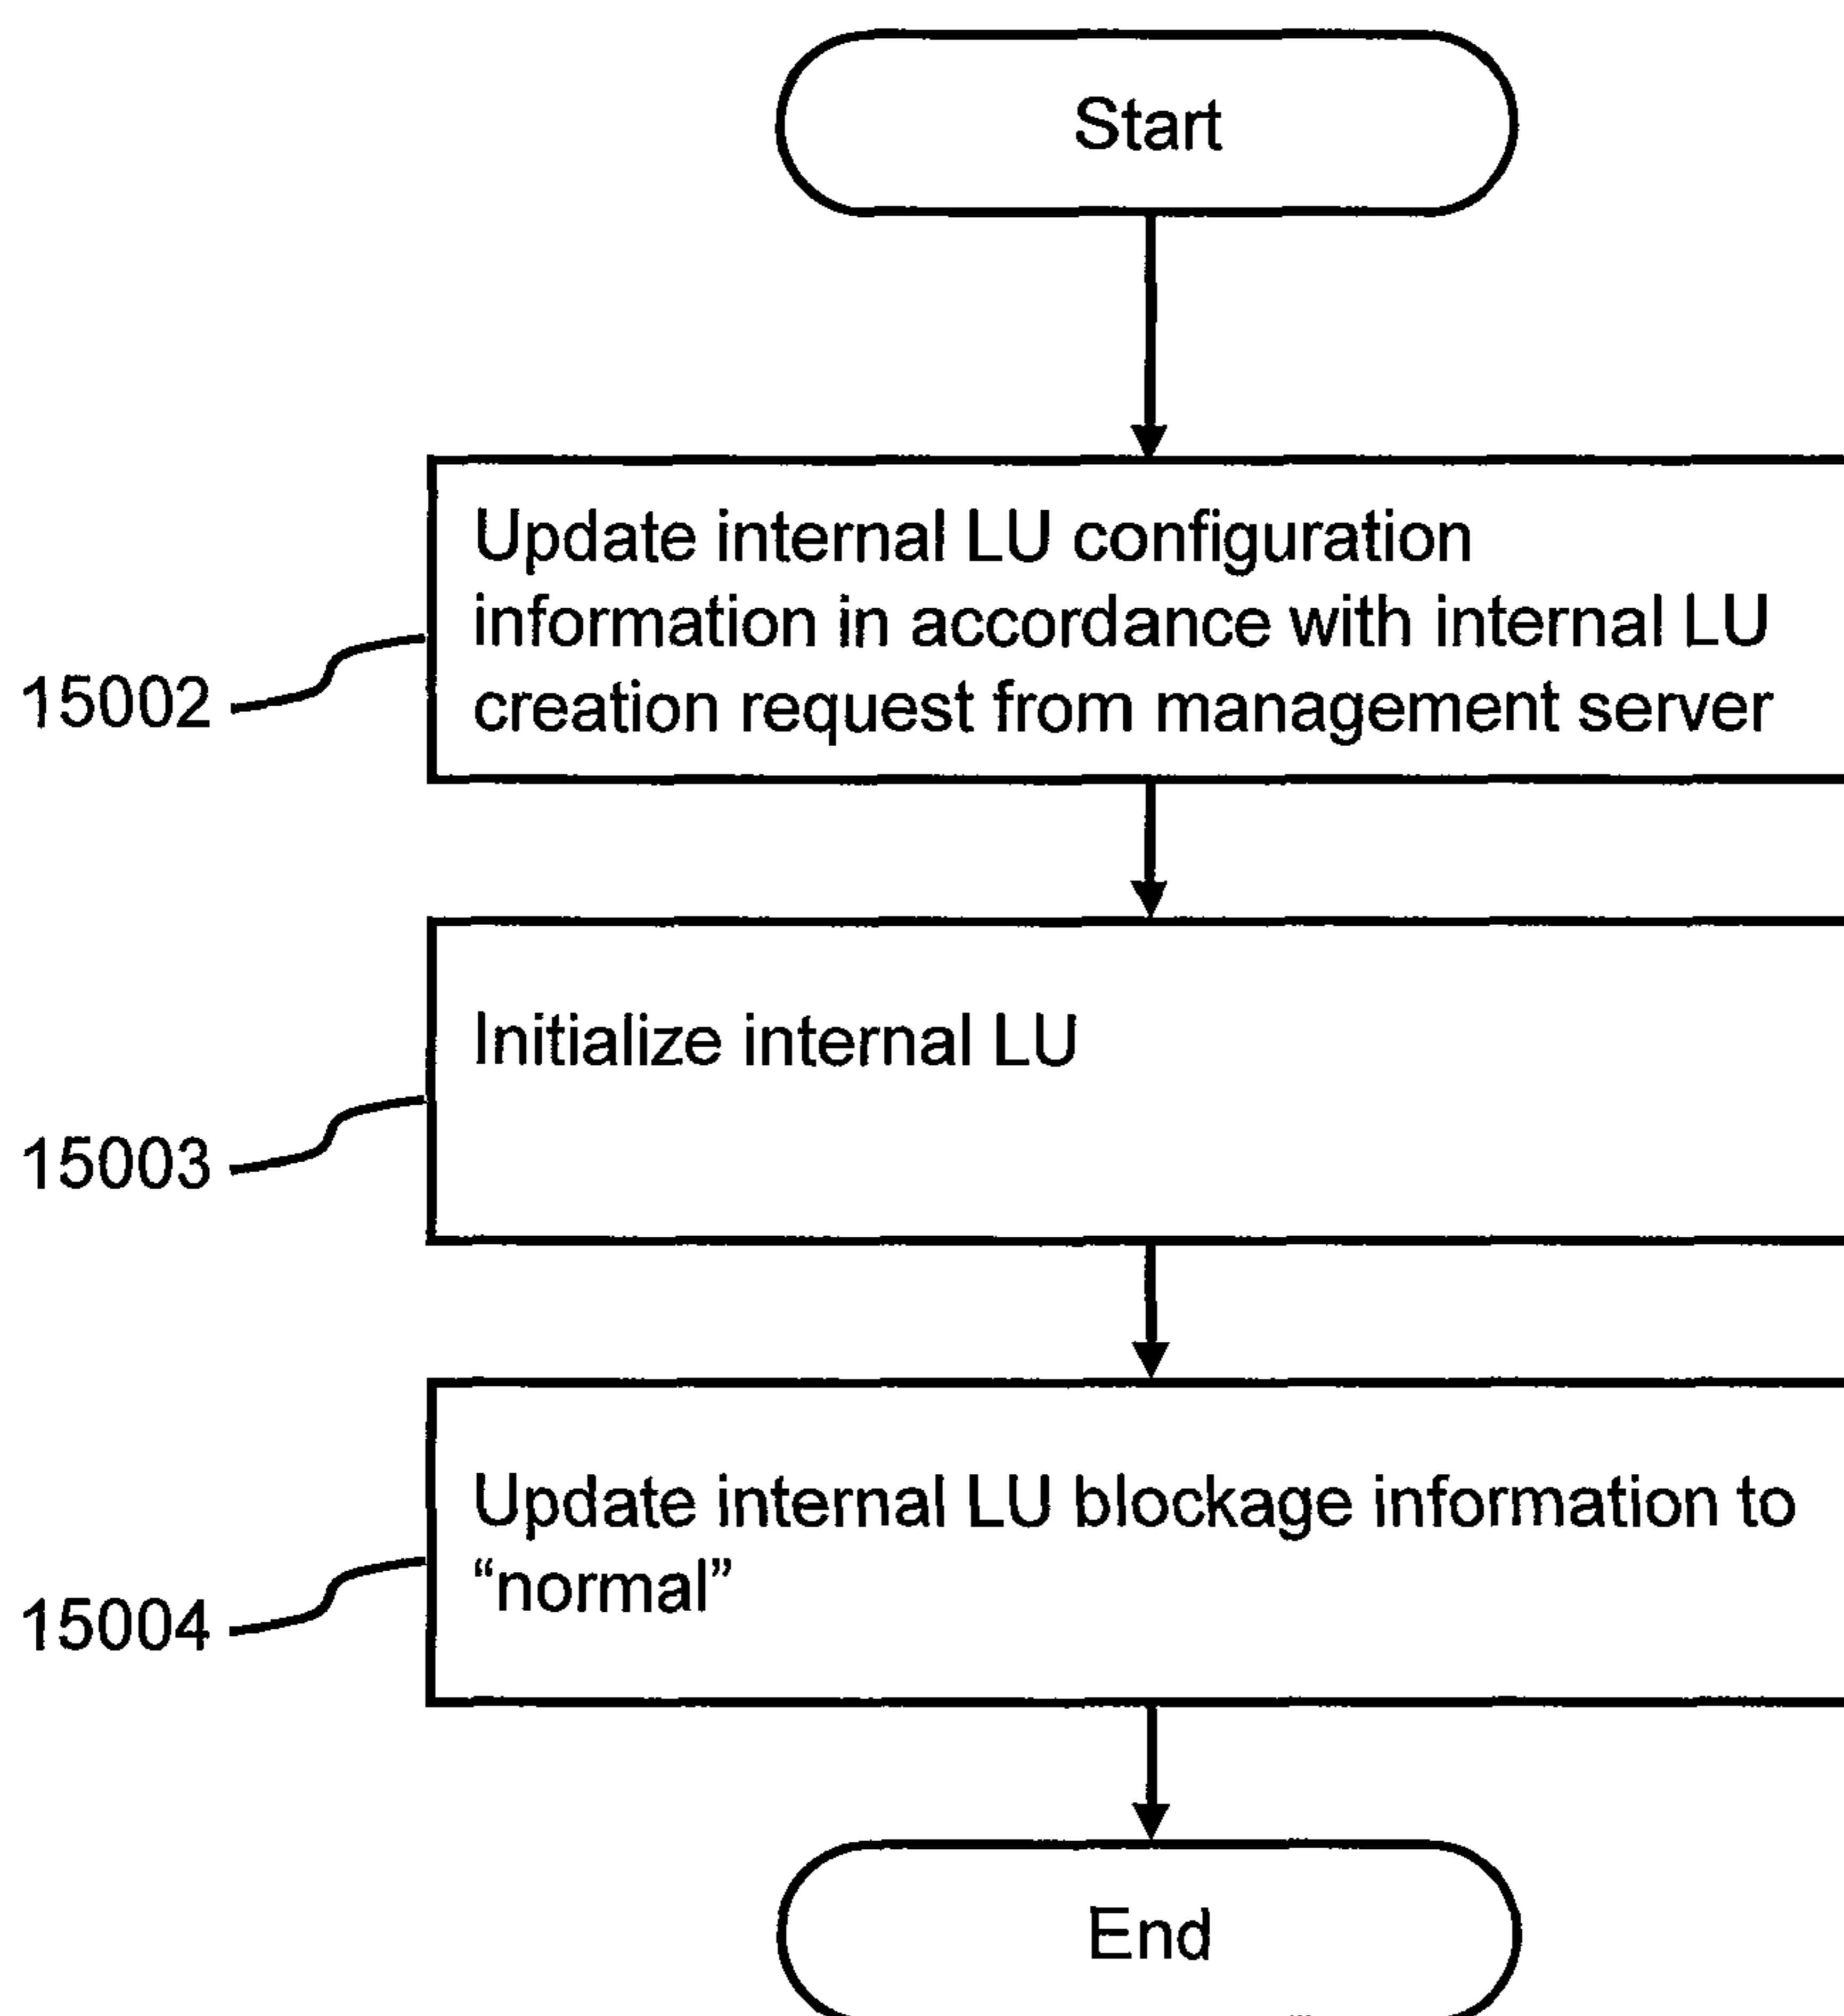 Start
Update internal LU configuration
information in accordance with internal LU
creation request from management server
15002
Initialize internal LU
15003
Update internal LU blockage information to
“normal”
15004
End